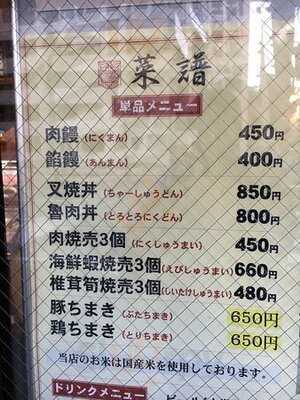 菜譜
単品メニュー
肉饅(にくまん) 450円
餡饅(あんまん) 400円
叉焼丼(ちゃーしゅうどん) 850円
魯肉丼(とろとろにくどん) 800円
肉焼売3個(にくしゅうまい) 450円
海鮮蝦焼売3個(えびしゅうまい) 660円
椎茸筍焼売3個(しいたけしゅうまい) 480円
豚ちまき(ぶたちまき) 650円
鶏ちまき(とりちまき) 650円
当店のお米は国産米を使用しております。
ドリンクメニュー